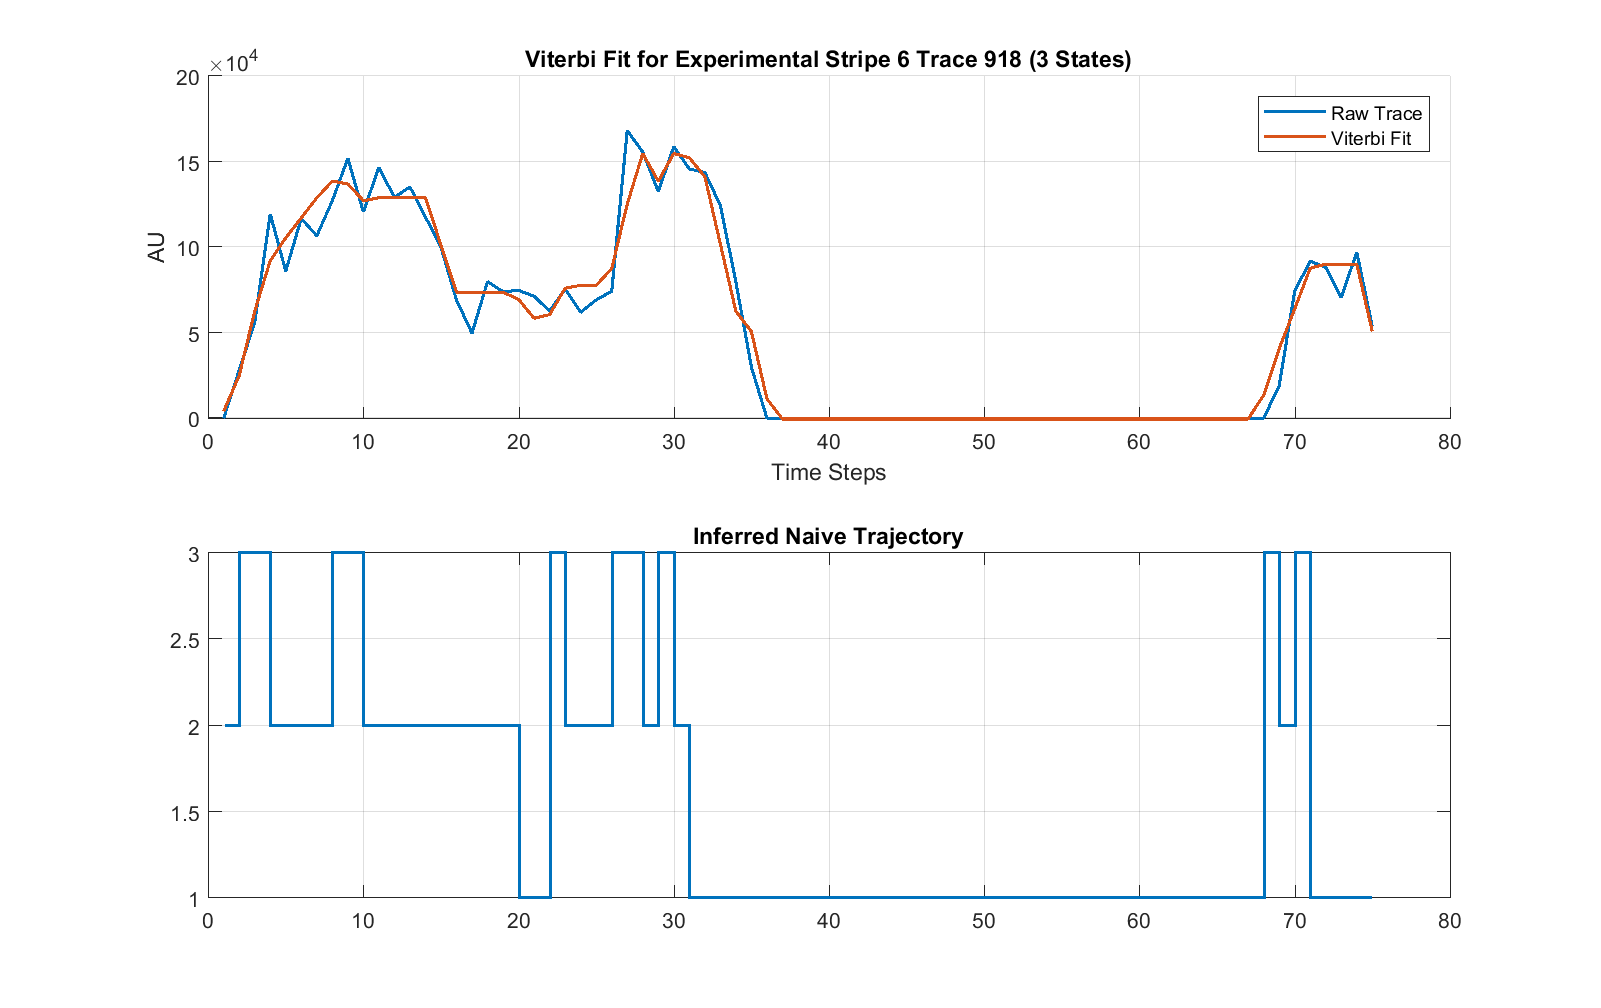 Viterbi Fit for Experimental Stripe 6 Trace 918 (3 States)
×10⁴
20
15
10
5
0
AU
Raw Trace
Viterbi Fit
0 10 20 30 40 50 60 70 80
Time Steps
Inferred Naive Trajectory
3
2.5
2
1.5
1
0 10 20 30 40 50 60 70 80